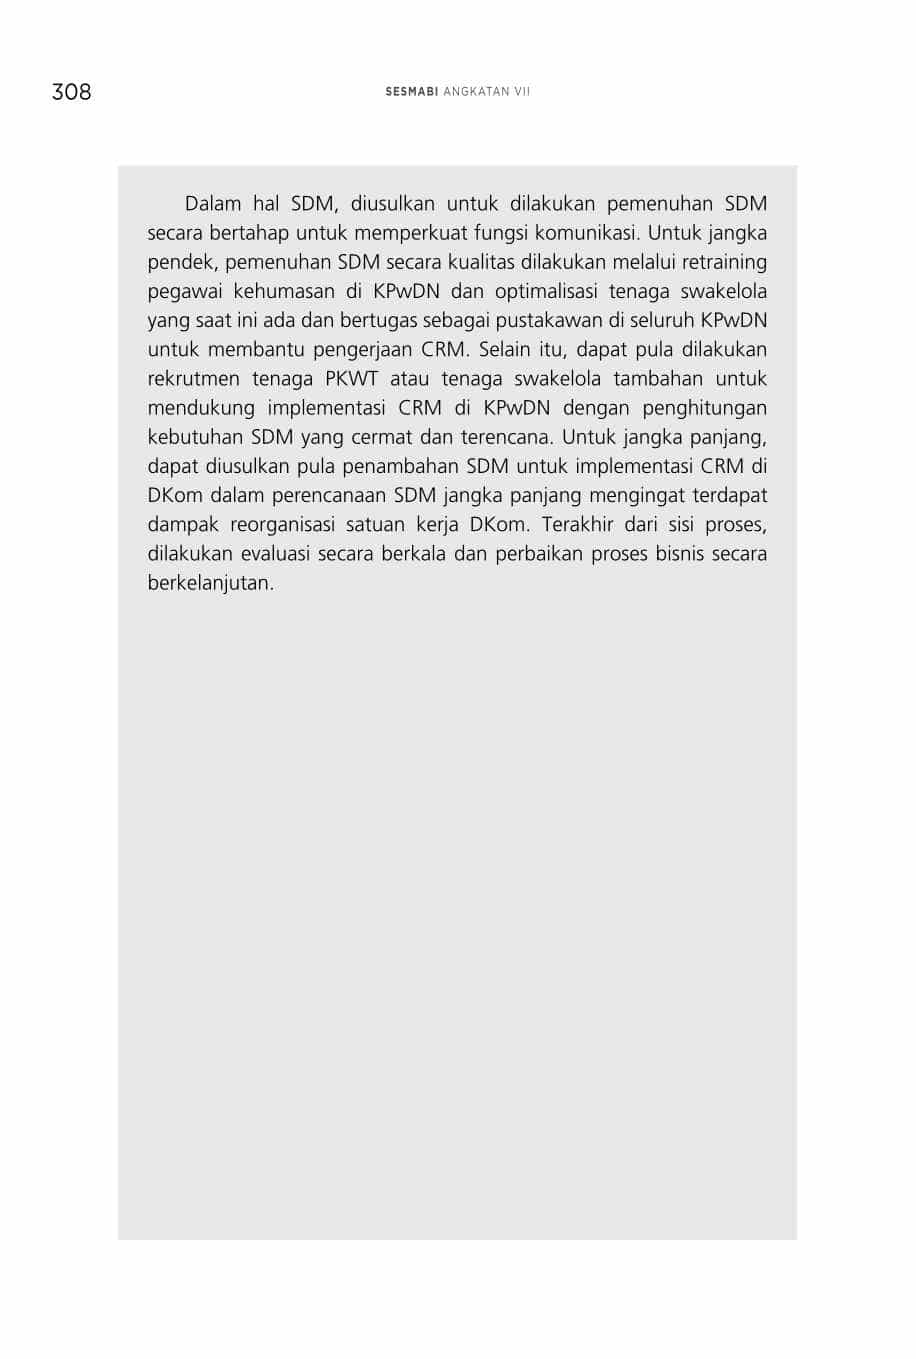 308
SESMABI ANGKATAN VII
Dalam hal SDM, diusulkan untuk dilakukan pemenuhan SDM
secara bertahap untuk memperkuat fungsi komunikasi. Untuk jangka
pendek, pemenuhan SDM secara kualitas dilakukan melalui retraining
pegawai kehumasan di KPwDN dan optimalisasi tenaga swakelola
yang saat ini ada dan bertugas sebagai pustakawan di seluruh KPwDN
untuk membantu pengerjaan CRM. Selain itu, dapat pula dilakukan
rekrutmen tenaga PKWT atau tenaga swakelola tambahan untuk
mendukung implementasi CRM di KPwDN dengan penghitungan
kebutuhan SDM yang cermat dan terencana. Untuk jangka panjang,
dapat diusulkan pula penambahan SDM untuk implementasi CRM di
DKom dalam perencanaan SDM jangka panjang mengingat terdapat
dampak reorganisasi satuan kerja DKom. Terakhir dari sisi proses,
dilakukan evaluasi secara berkala dan perbaikan proses bisnis secara
berkelanjutan.